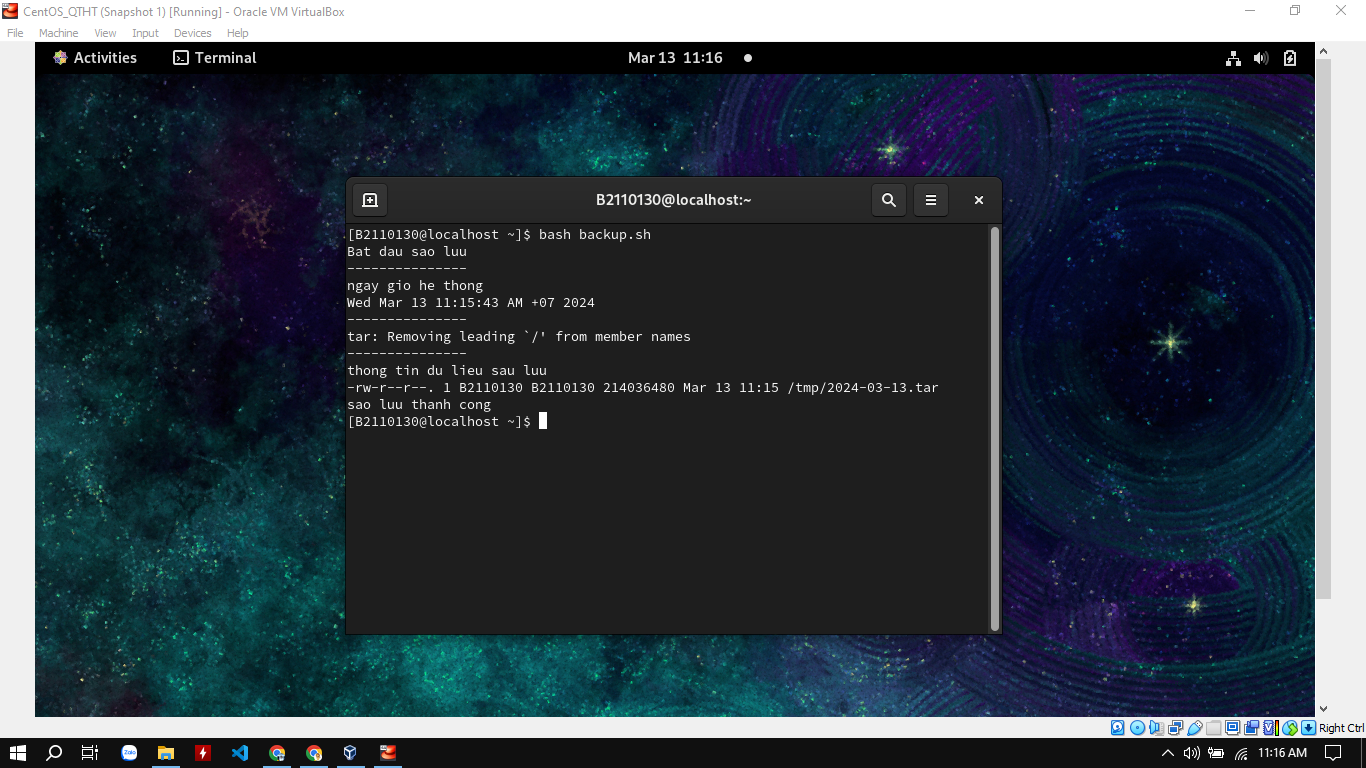 CentOS_QTHT (Snapshot 1) [Running] - Oracle VM VirtualBox
File Machine View Input Devices Help
Activities Terminal Mar 13 11:16
B2110130@localhost:~
[B2110130@localhost ~]$ bash backup.sh
Bat dau sao luu
---------------
ngay gio he thong
Wed Mar 13 11:15:43 AM +07 2024
---------------
tar: Removing leading `/' from member names
---------------
thong tin du lieu sau luu
-rw-r--r--. 1 B2110130 B2110130 214036480 Mar 13 11:15 /tmp/2024-03-13.tar
sao luu thanh cong
[B2110130@localhost ~]$
Right Ctrl
Zalo
11:16 AM